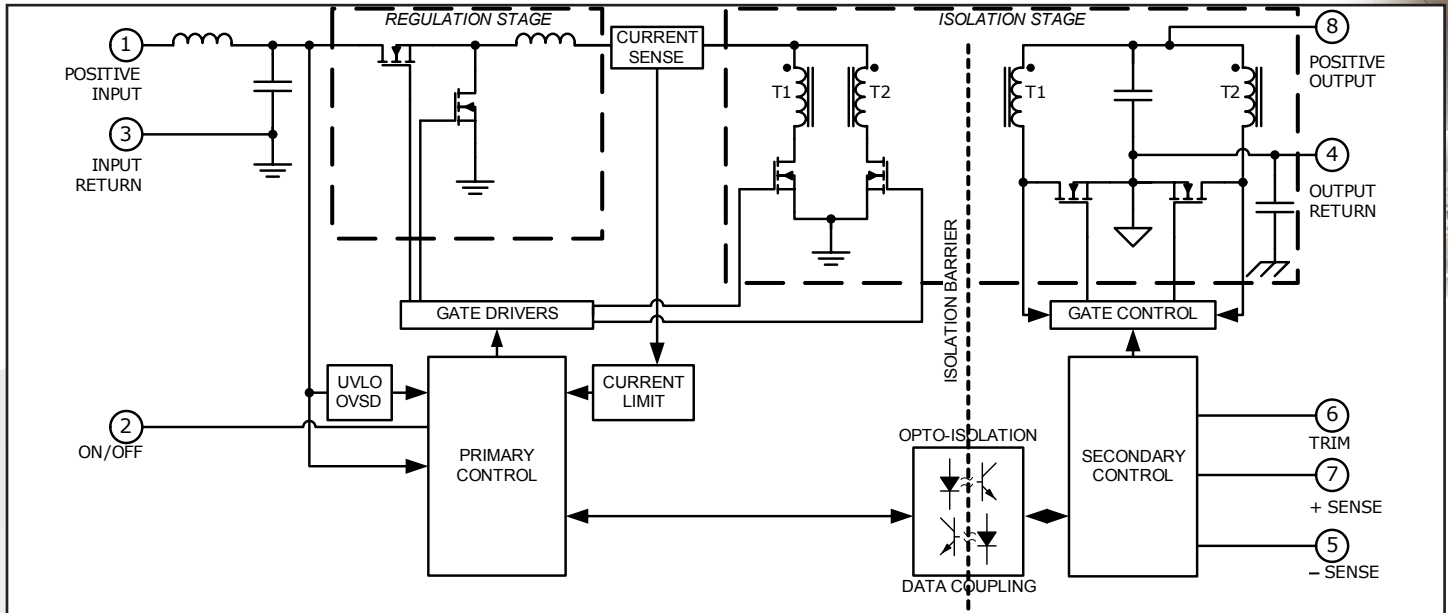 REGULATION STAGE
ISOLATION STAGE
1
POSITIVE
INPUT
3
INPUT
RETURN
CURRENT
SENSE
T1
T2
T1
T2
8
POSITIVE
OUTPUT
4
OUTPUT
RETURN
ISOLATION BARRIER
GATE DRIVERS
GATE CONTROL
UVLO
OVSD
CURRENT
LIMIT
2
ON/OFF
PRIMARY
CONTROL
OPTO-ISOLATION
DATA COUPLING
SECONDARY
CONTROL
6
TRIM
7
+ SENSE
5
– SENSE